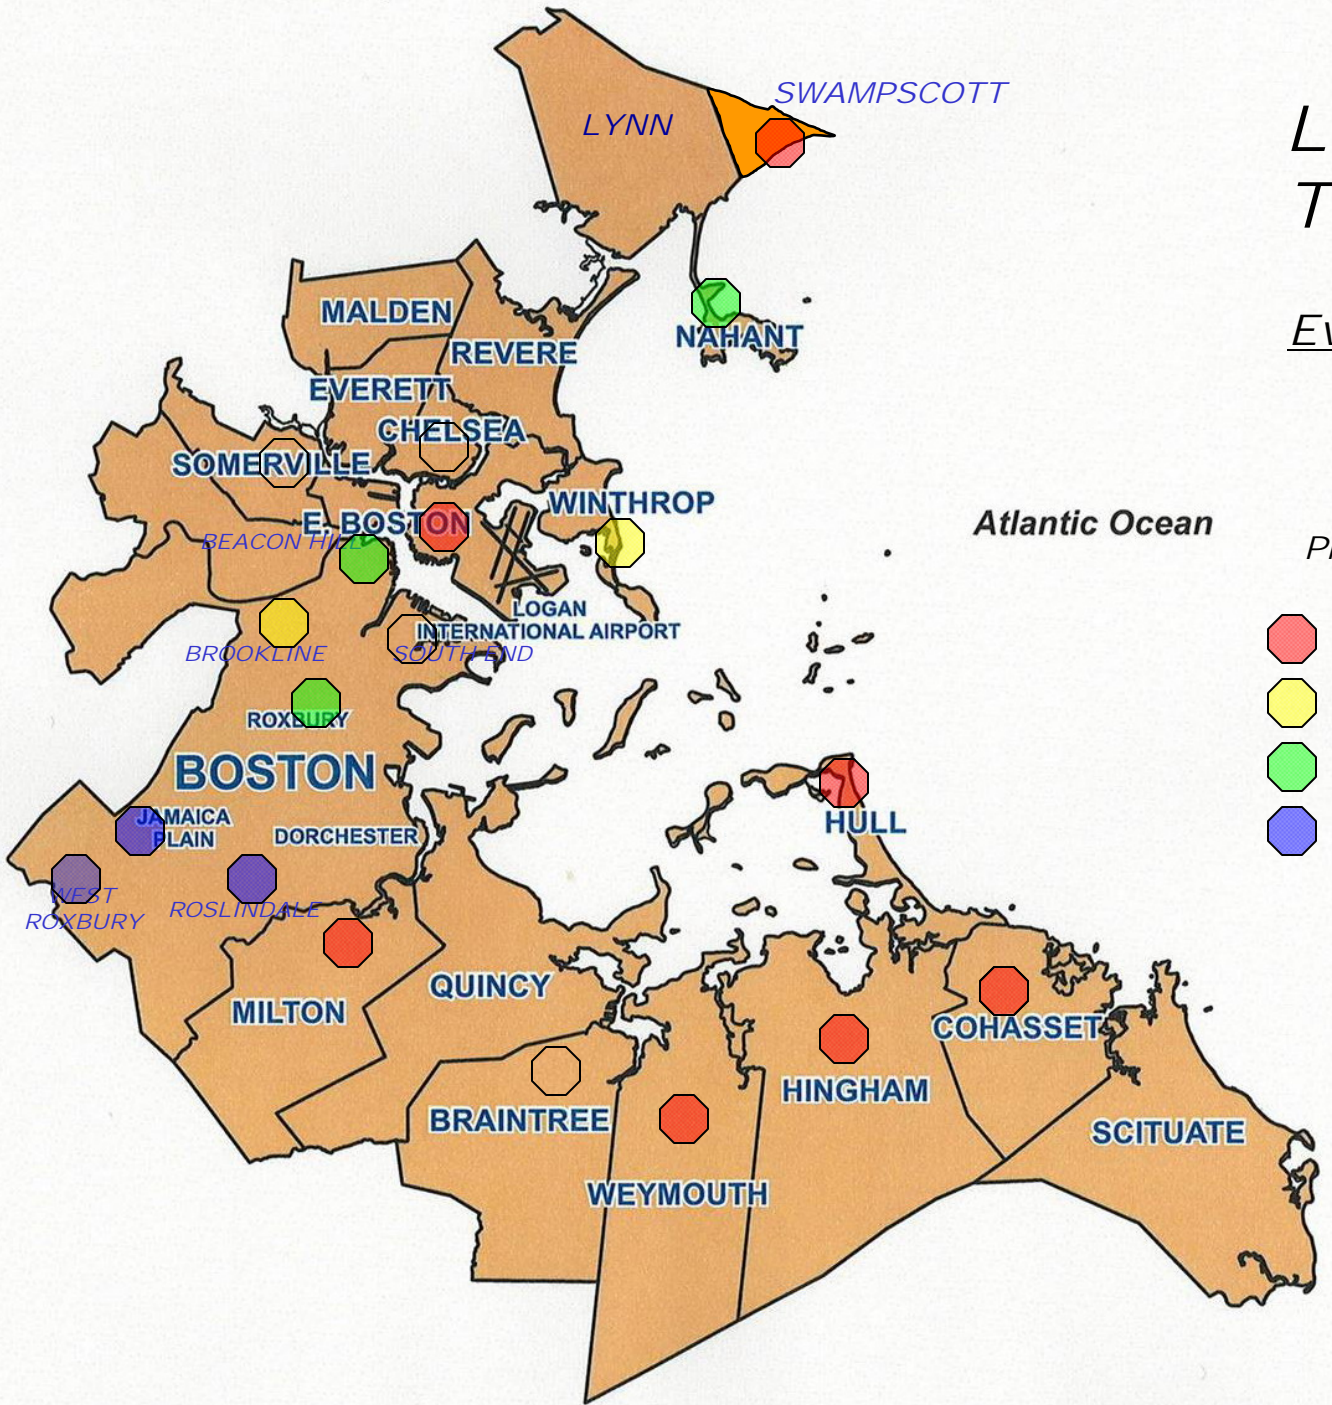 SWAMPSCOTT
L
LYNN
T
MALDEN
NAHANT
REVERE
EVERETT
CHELSEA
SOMERVILLE
WINTHROP
E. BOSTON
Atlantic Ocean
BEACON HILL
LOGAN
INTERNATIONAL AIRPORT
BROOKLINE
SOUTH END
ROXBURY
BOSTON
JAMAICA
PLAIN
DORCHESTER
HULL
WEST
ROXBURY
ROSLINDALE
QUINCY
MILTON
COHASSET
HINGHAM
BRAINTREE
SCITUATE
WEYMOUTH